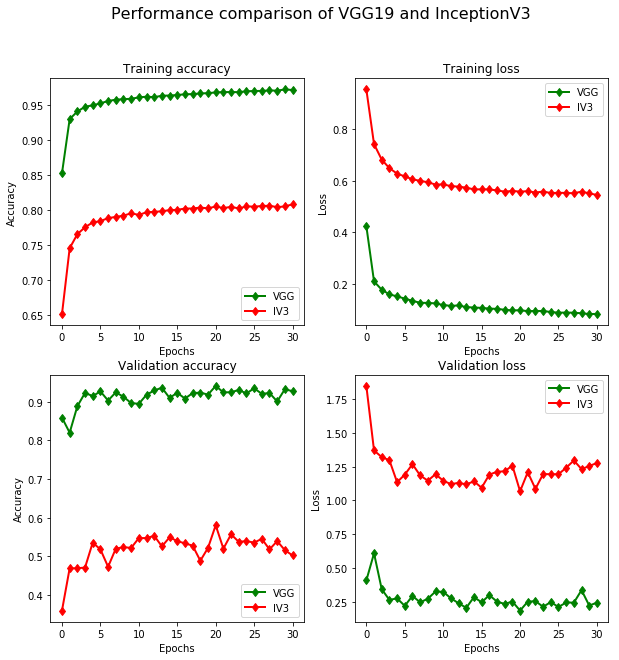 Performance comparison of VGG19 and InceptionV3
Training accuracy
Accuracy
0.95
0.90
0.85
0.80
0.75
0.70
0.65
VGG
IV3
0 5 10 15 20 25 30
Epochs
Training loss
Loss
0.8
0.6
0.4
0.2
VGG
IV3
0 5 10 15 20 25 30
Epochs
Validation accuracy
Accuracy
0.9
0.8
0.7
0.6
0.5
0.4
VGG
IV3
0 5 10 15 20 25 30
Epochs
Validation loss
Loss
1.75
1.50
1.25
1.00
0.75
0.50
0.25
VGG
IV3
0 5 10 15 20 25 30
Epochs